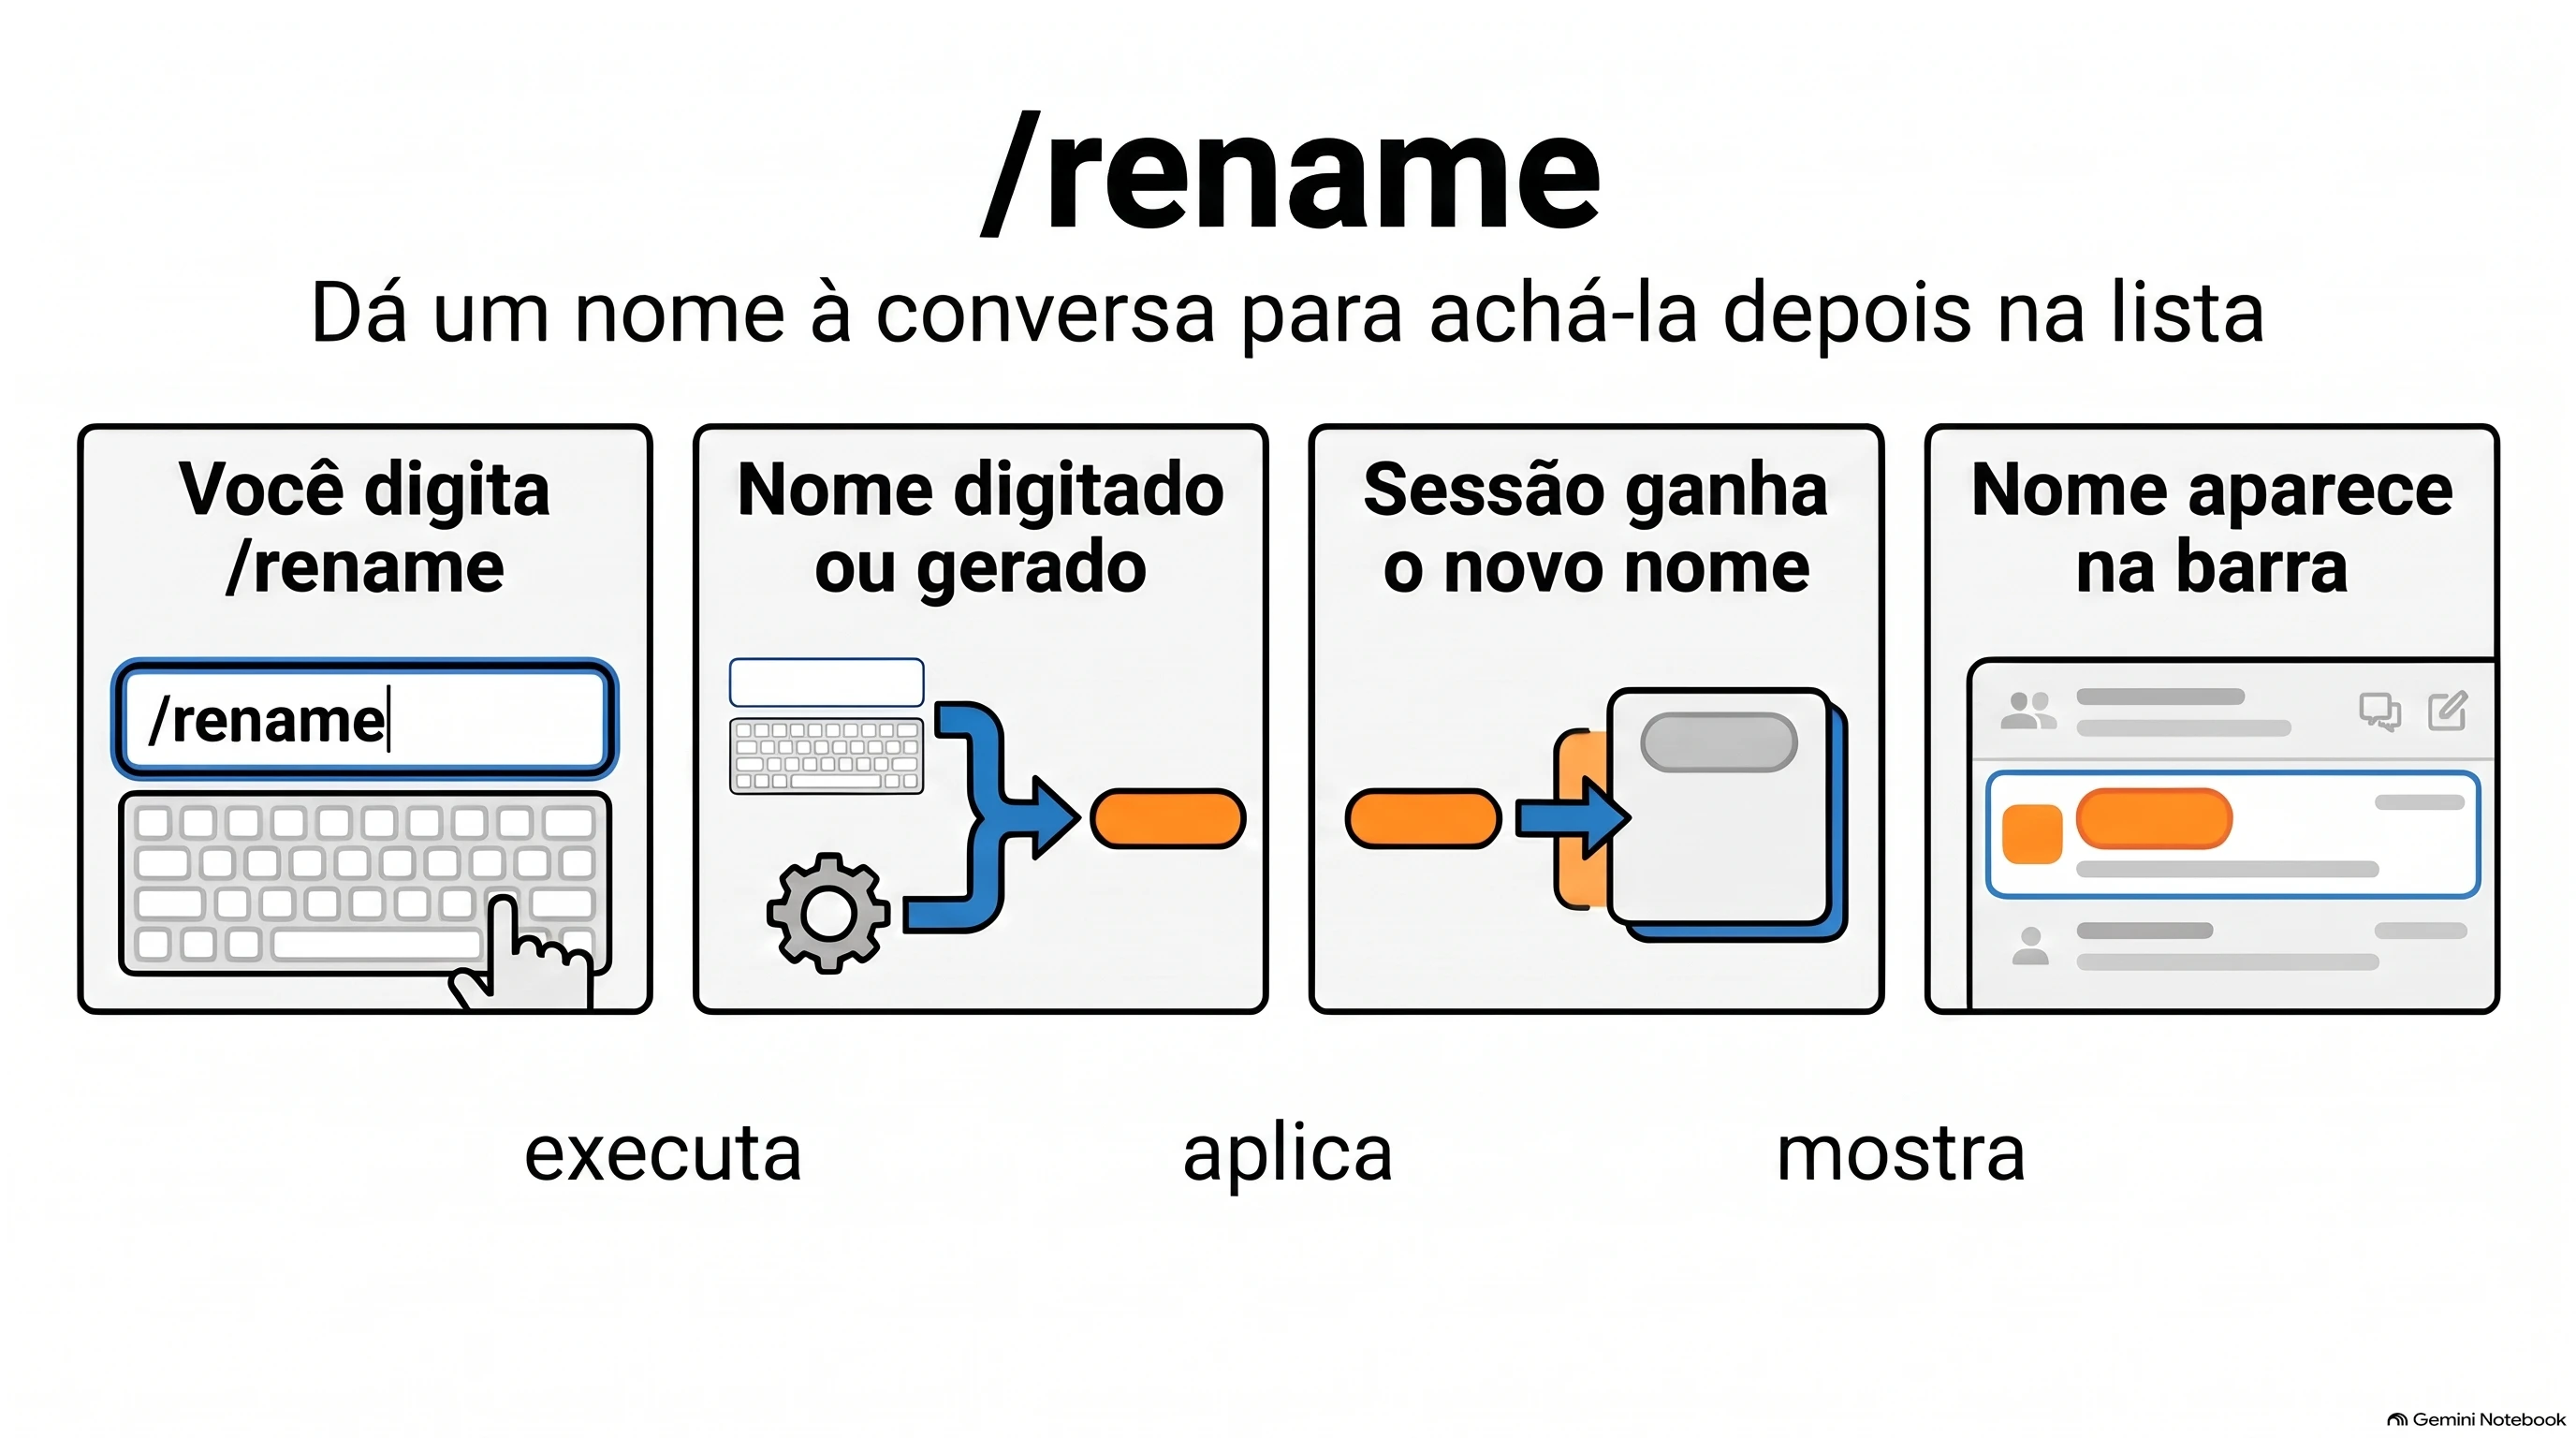 /rename
Dá um nome à conversa para achá-la depois na lista
Você digita
/rename
/rename
Nome digitado
ou gerado
Sessão ganha
o novo nome
Nome aparece
na barra
executa
aplica
mostra
Gemini Notebook